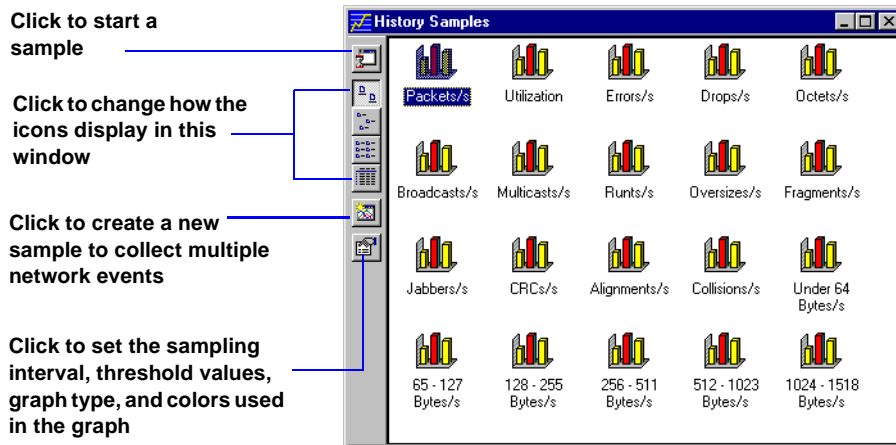 Click to start a
sample
Click to change how the
icons display in this
window
Click to create a new
sample to collect multiple
network events
Click to set the sampling
interval, threshold values,
graph type, and colors used
in the graph
History Samples
Packets/s Utilization Errors/s Drops/s Octets/s
Broadcasts/s Multicasts/s Runts/s Oversizes/s Fragments/s
Jabbers/s CRCs/s Alignments/s Collisions/s Under 64
Bytes/s
65 - 127 128 - 255 256 - 511 512 - 1023 1024 - 1518
Bytes/s Bytes/s Bytes/s Bytes/s Bytes/s